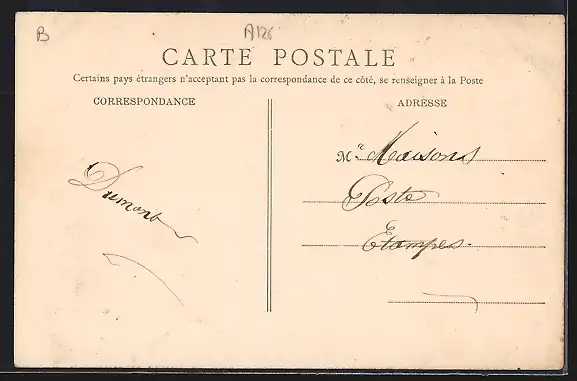 B
A126
CARTE POSTALE
Certains pays étrangers n'acceptant pas la correspondance de ce côté, se renseigner à la Poste
CORRESPONDANCE
ADRESSE
Dumont
M. Maisons
Poste
Etampes.